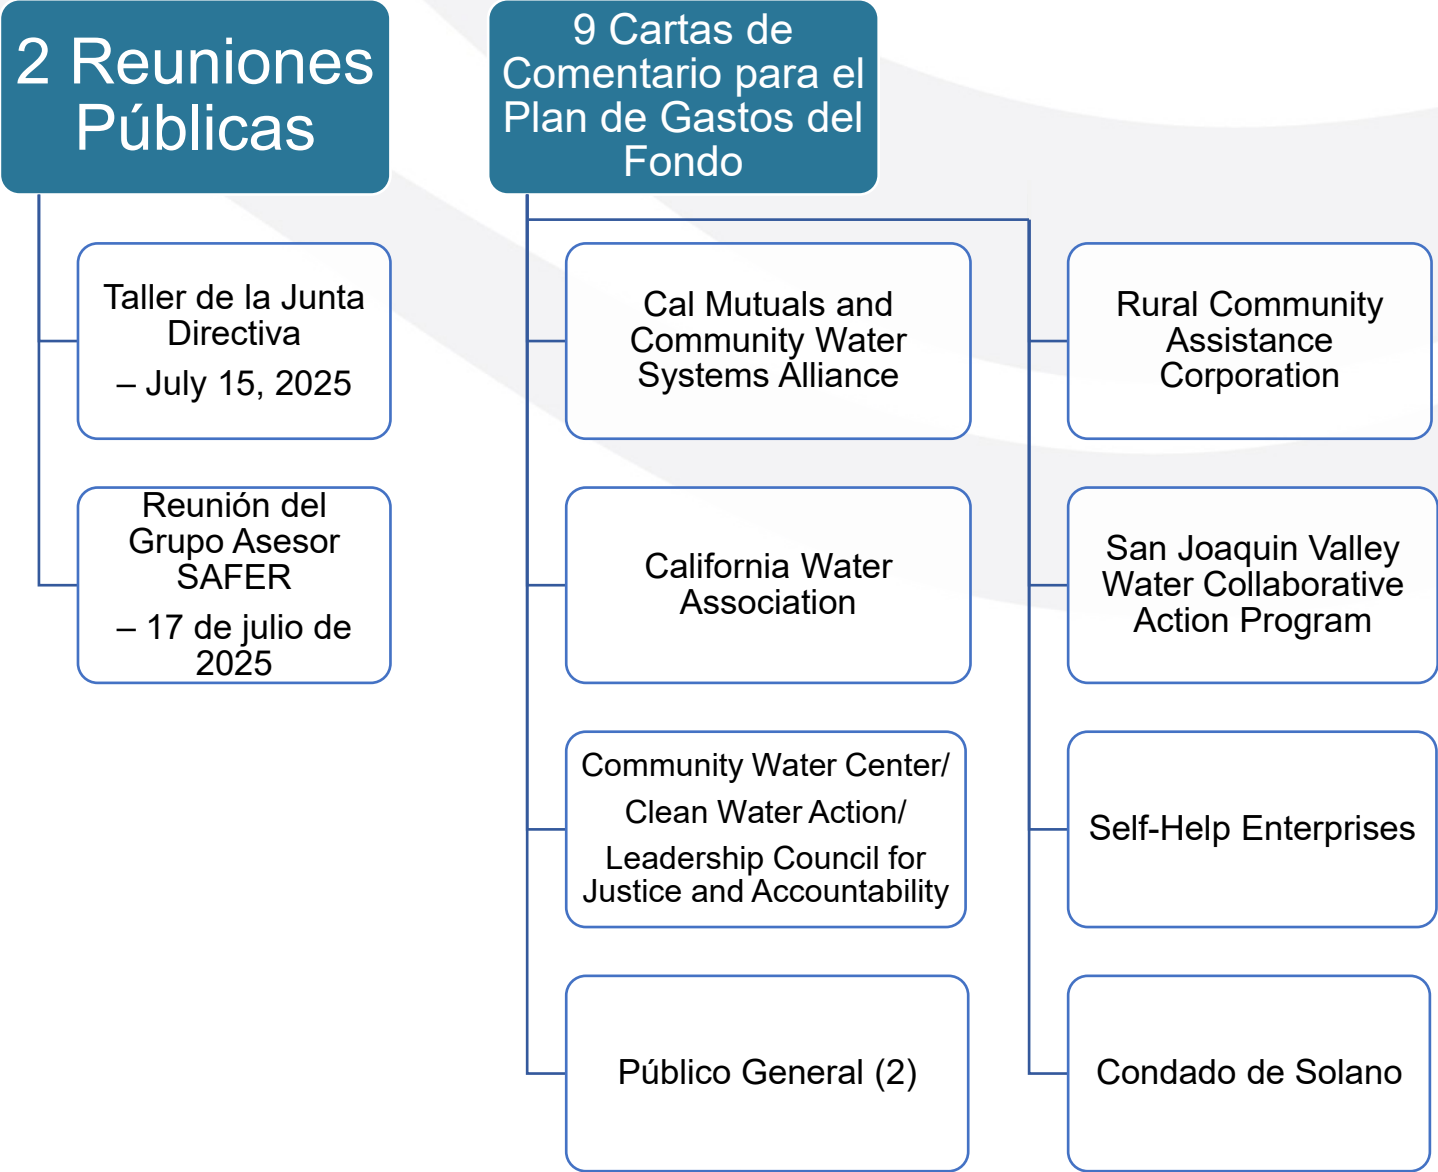 2 Reuniones
Públicas
Taller de la Junta
Directiva
– July 15, 2025
Reunión del
Grupo Asesor
SAFER
– 17 de julio de
2025
9 Cartas de
Comentario para el
Plan de Gastos del
Fondo
Cal Mutuals and
Community Water
Systems Alliance
California Water
Association
Community Water Center/
Clean Water Action/
Leadership Council for
Justice and Accountability
Público General (2)
Rural Community
Assistance
Corporation
San Joaquin Valley
Water Collaborative
Action Program
Self-Help Enterprises
Condado de Solano